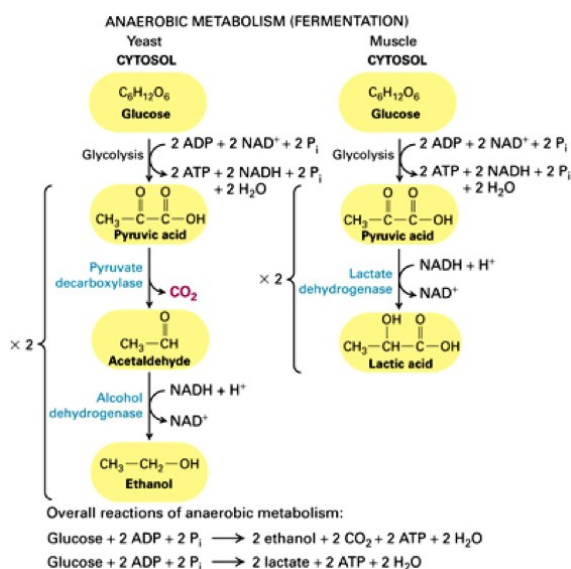 ANAEROBIC METABOLISM (FERMENTATION)
Yeast
CYTOSOL
C₆H₁₂O₆
Glucose
Glycolysis
2 ADP + 2 NAD⁺ + 2 Pᵢ
2 ATP + 2 NADH + 2 Pᵢ
+ 2 H₂O
O O
CH₃—C—C—OH
Pyruvic acid
Pyruvate
decarboxylase
CO₂
× 2
O
CH₃—CH
Acetaldehyde
Alcohol
dehydrogenase
NADH + H⁺
NAD⁺
CH₃—CH₂—OH
Ethanol
Muscle
CYTOSOL
C₆H₁₂O₆
Glucose
Glycolysis
2 ADP + 2 NAD⁺ + 2 Pᵢ
2 ATP + 2 NADH + 2 Pᵢ
+ 2 H₂O
O O
CH₃—C—C—OH
Pyruvic acid
× 2
Lactate
dehydrogenase
NADH + H⁺
NAD⁺
OH O
CH₃—CH—C—OH
Lactic acid
Overall reactions of anaerobic metabolism:
Glucose + 2 ADP + 2 Pᵢ ⟶ 2 ethanol + 2 CO₂ + 2 ATP + 2 H₂O
Glucose + 2 ADP + 2 Pᵢ ⟶ 2 lactate + 2 ATP + 2 H₂O